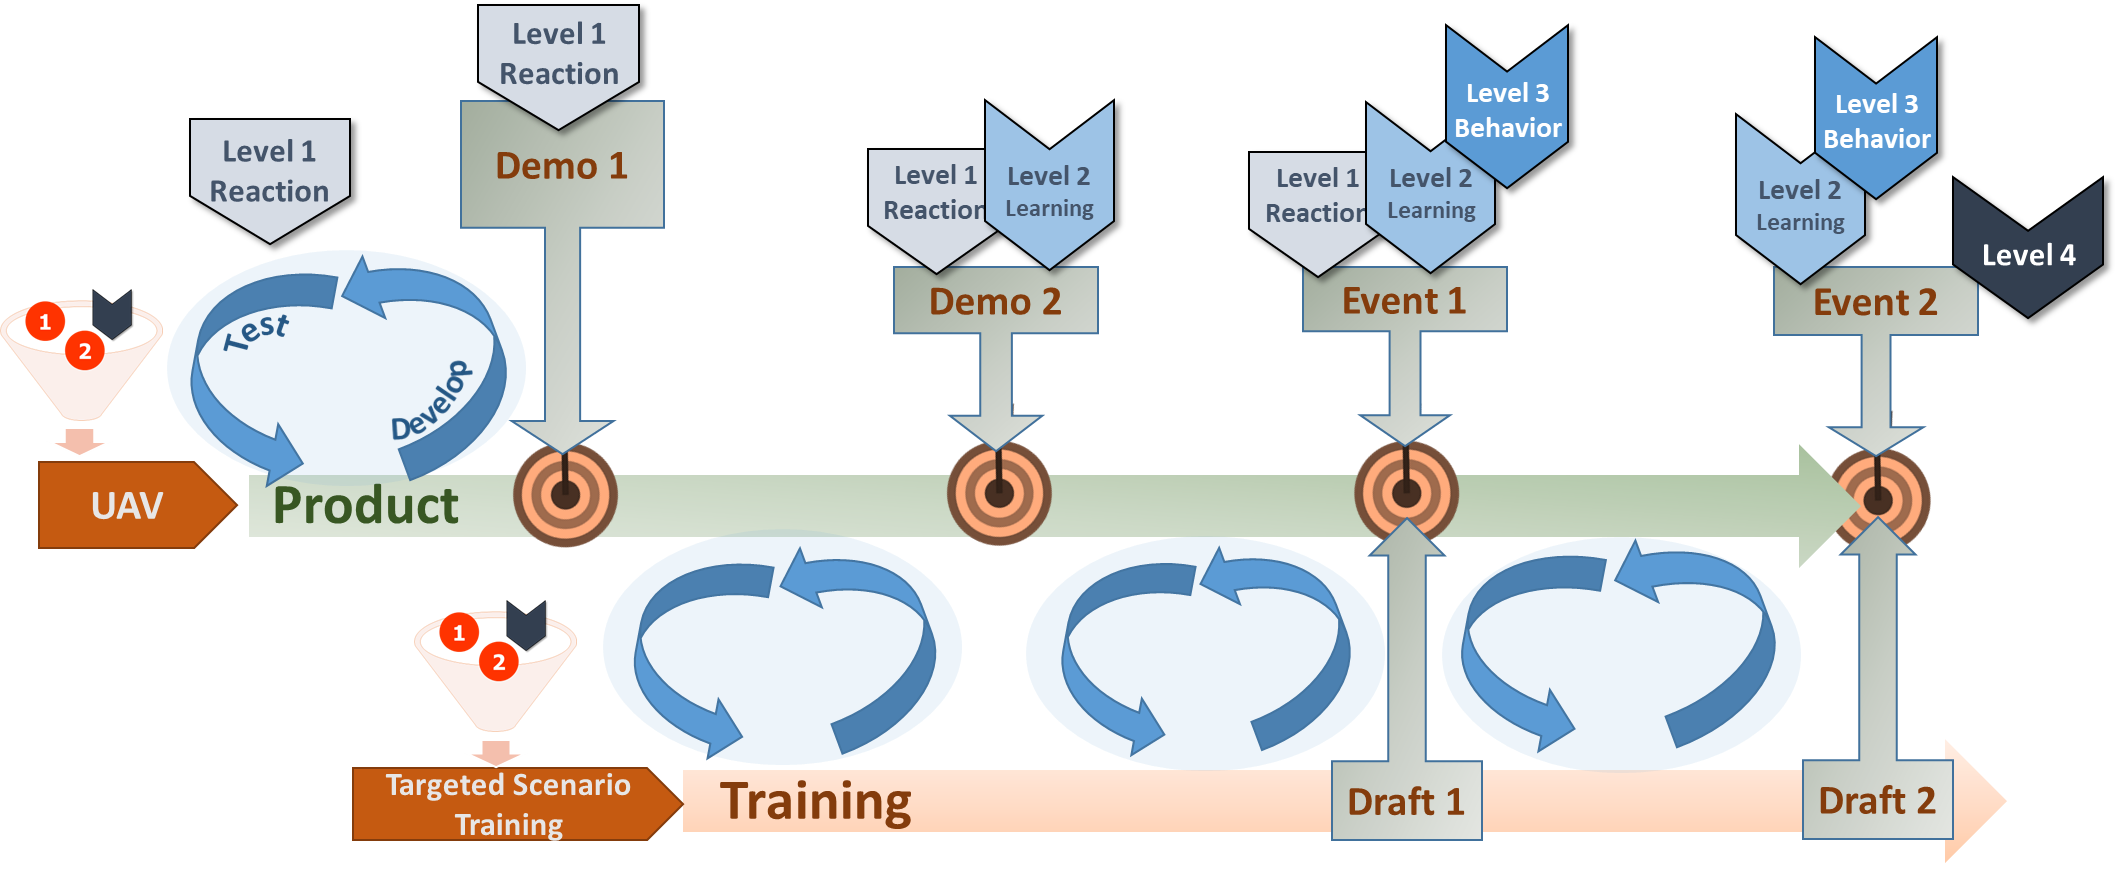 Level 1
Reaction
Level 1
Reaction
Demo 1
Level 1
Reaction
Level 2
Learning
Demo 2
Level 1
Reaction
Level 2
Learning
Level 3
Behavior
Event 1
Level 2
Learning
Level 3
Behavior
Level 4
Event 2
1
2
Test
Develop
UAV
Product
1
2
Targeted Scenario
Training
Training
Draft 1
Draft 2